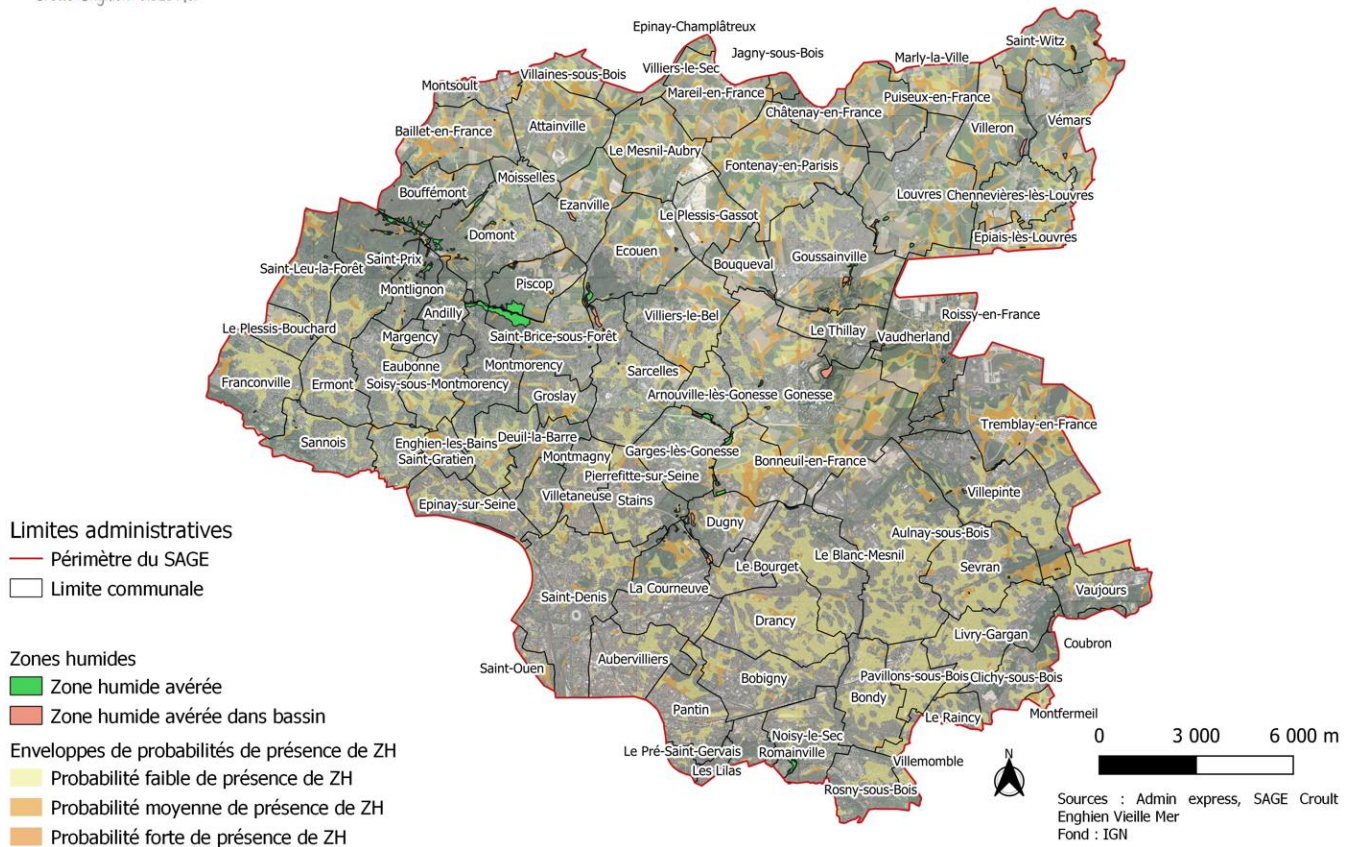 Epinay-Champlâtreux
Jagny-sous-Bois
Saint-Witz
Marly-la-Ville
Villiers-le-Sec
Villaines-sous-Bois
Montsoult
Mareil-en-France
Puiseux-en-France
Châtenay-en-France
Vémars
Villeron
Attainville
Baillet-en-France
Le Mesnil-Aubry
Fontenay-en-Parisis
Moisselles
Bouffémont
Louvres
Chennevières-lès-Louvres
Ezanville
Le Plessis-Gassot
Domont
Epiais-lès-Louvres
Ecouen
Goussainville
Bouqueval
Saint-Prix
Saint-Leu-la-Forêt
Piscop
Montlignon
Andilly
Villiers-le-Bel
Roissy-en-France
Le Plessis-Bouchard
Le Thillay
Vaudherland
Margency
Saint-Brice-sous-Forêt
Eaubonne
Montmorency
Sarcelles
Franconville
Ermont
Soisy-sous-Montmorency
Groslay
Arnouville-lès-Gonesse
Gonesse
Tremblay-en-France
Sannois
Enghien-les-Bains
Deuil-la-Barre
Garges-lès-Gonesse
Saint-Gratien
Montmagny
Bonneuil-en-France
Pierrefitte-sur-Seine
Villepinte
Epinay-sur-Seine
Villetaneuse
Stains
Dugny
Aulnay-sous-Bois
Le Blanc-Mesnil
Le Bourget
Sevran
La Courneuve
Vaujours
Saint-Denis
Drancy
Livry-Gargan
Coubron
Saint-Ouen
Aubervilliers
Bobigny
Pavillons-sous-Bois
Clichy-sous-Bois
Bondy
Pantin
Le Raincy
Montfermeil
Noisy-le-Sec
Le Pré-Saint-Gervais
Romainville
Villemomble
Les Lilas
Rosny-sous-Bois
Limites administratives
Périmètre du SAGE
Limite communale
Zones humides
Zone humide avérée
Zone humide avérée dans bassin
Enveloppes de probabilités de présence de ZH
Probabilité faible de présence de ZH
Probabilité moyenne de présence de ZH
Probabilité forte de présence de ZH
N
0 3 000 6 000 m
Sources : Admin express, SAGE Croult
Enghien Vieille Mer
Fond : IGN